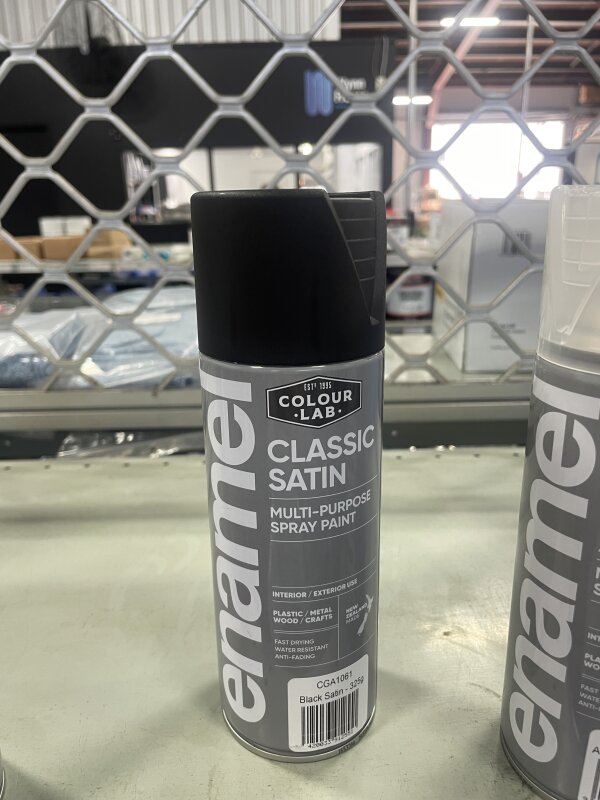 EST^D 1995
COLOUR
·LAB·
CLASSIC
SATIN
MULTI-PURPOSE
SPRAY PAINT
INTERIOR / EXTERIOR USE
PLASTIC / METAL
WOOD / CRAFTS
NEW
ZEALAND
MADE
FAST DRYING
WATER RESISTANT
ANTI-FADING
enamel
CGA1061
Black Satin - 325g
enamel